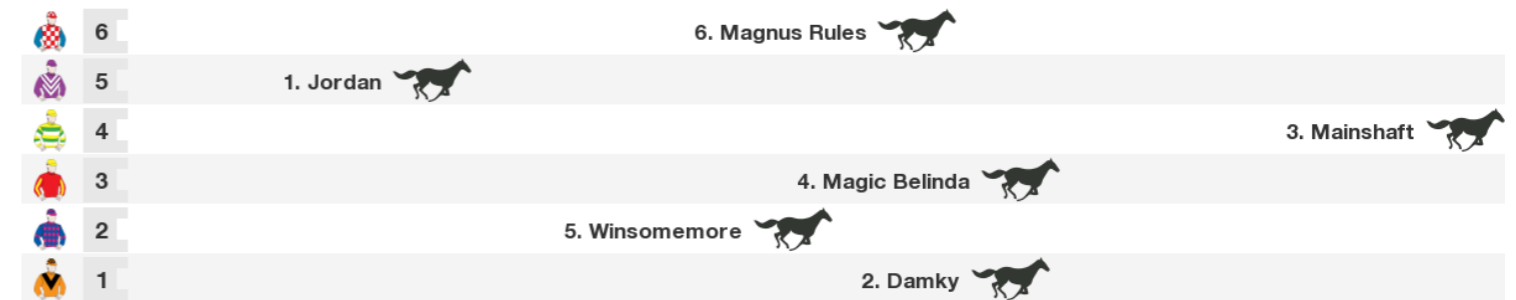 6 6. Magnus Rules
5 1. Jordan
4 3. Mainshaft
3 4. Magic Belinda
2 5. Winsomemore
1 2. Damky